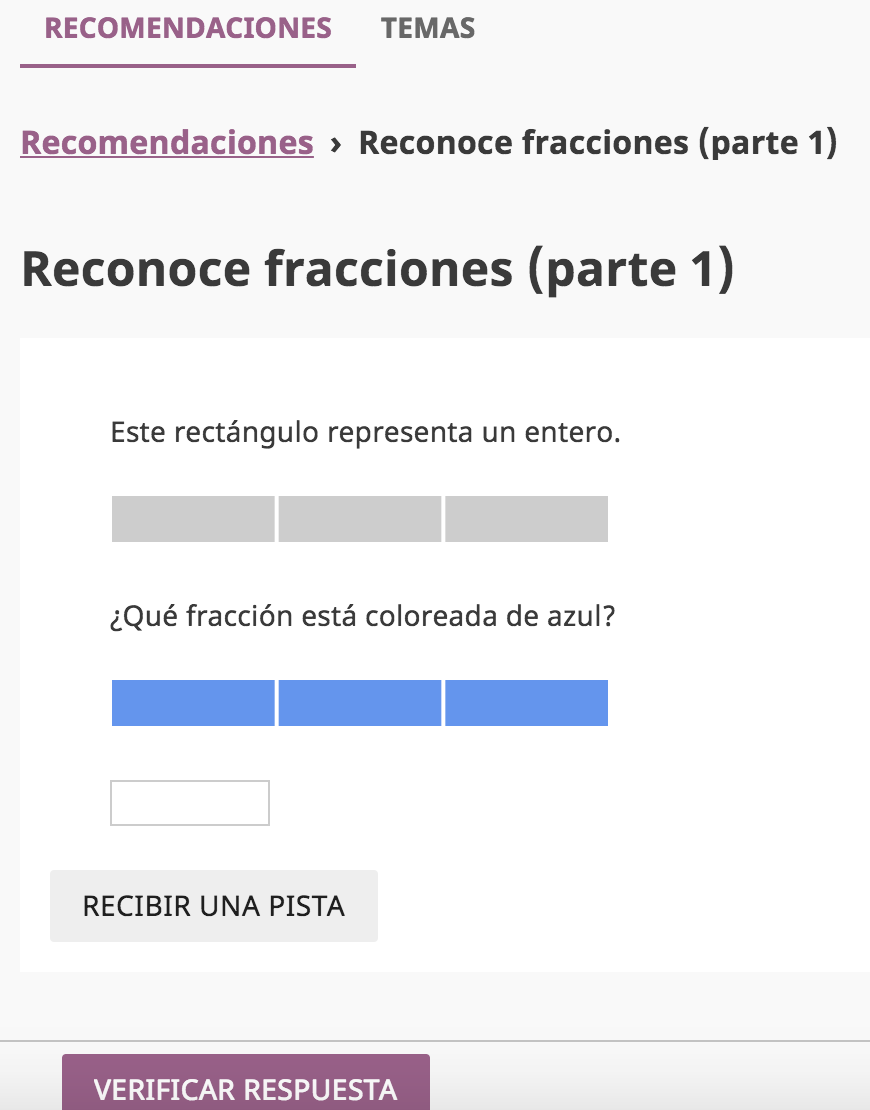 RECOMENDACIONES TEMAS
Recomendaciones › Reconoce fracciones (parte 1)
Reconoce fracciones (parte 1)
Este rectángulo representa un entero.
¿Qué fracción está coloreada de azul?
RECIBIR UNA PISTA
VERIFICAR RESPUESTA